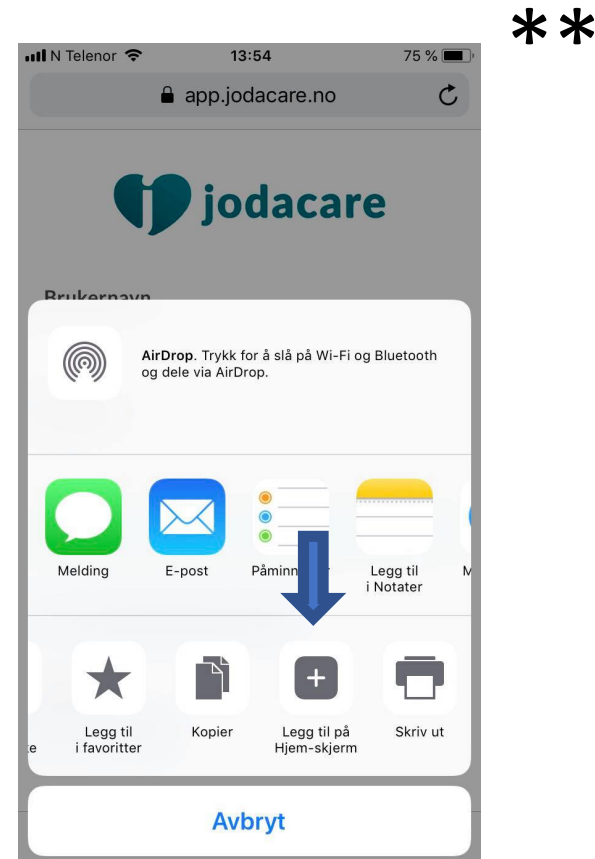 **
N Telenor 13:54 75 %
app.jodacare.no
jodacare
Brukernavn
AirDrop. Trykk for å slå på Wi-Fi og Bluetooth
og dele via AirDrop.
Melding E-post Legg til
i Notater
Legg til
i favoritter Kopier Legg til på
Hjem-skjerm Skriv ut
Avbryt